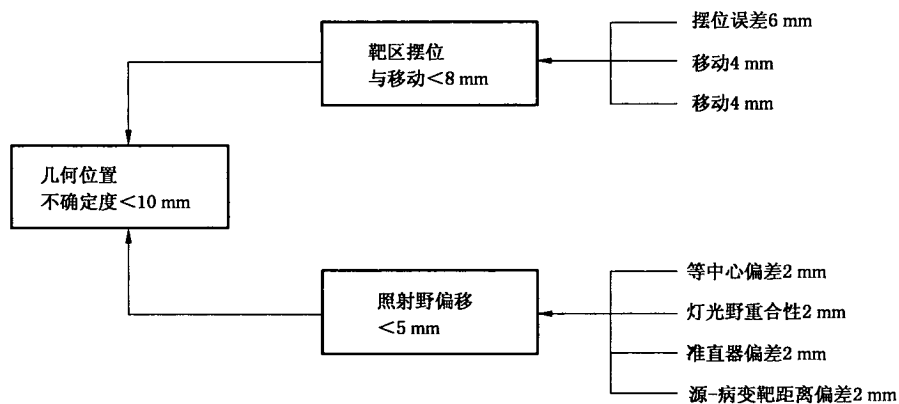 靶区摆位
与移动<8 mm
摆位误差6 mm
移动4 mm
移动4 mm
几何位置
不确定度<10 mm
照射野偏移
<5 mm
等中心偏差2 mm
灯光野重合性2 mm
准直器偏差2 mm
源-病变靶距离偏差2 mm